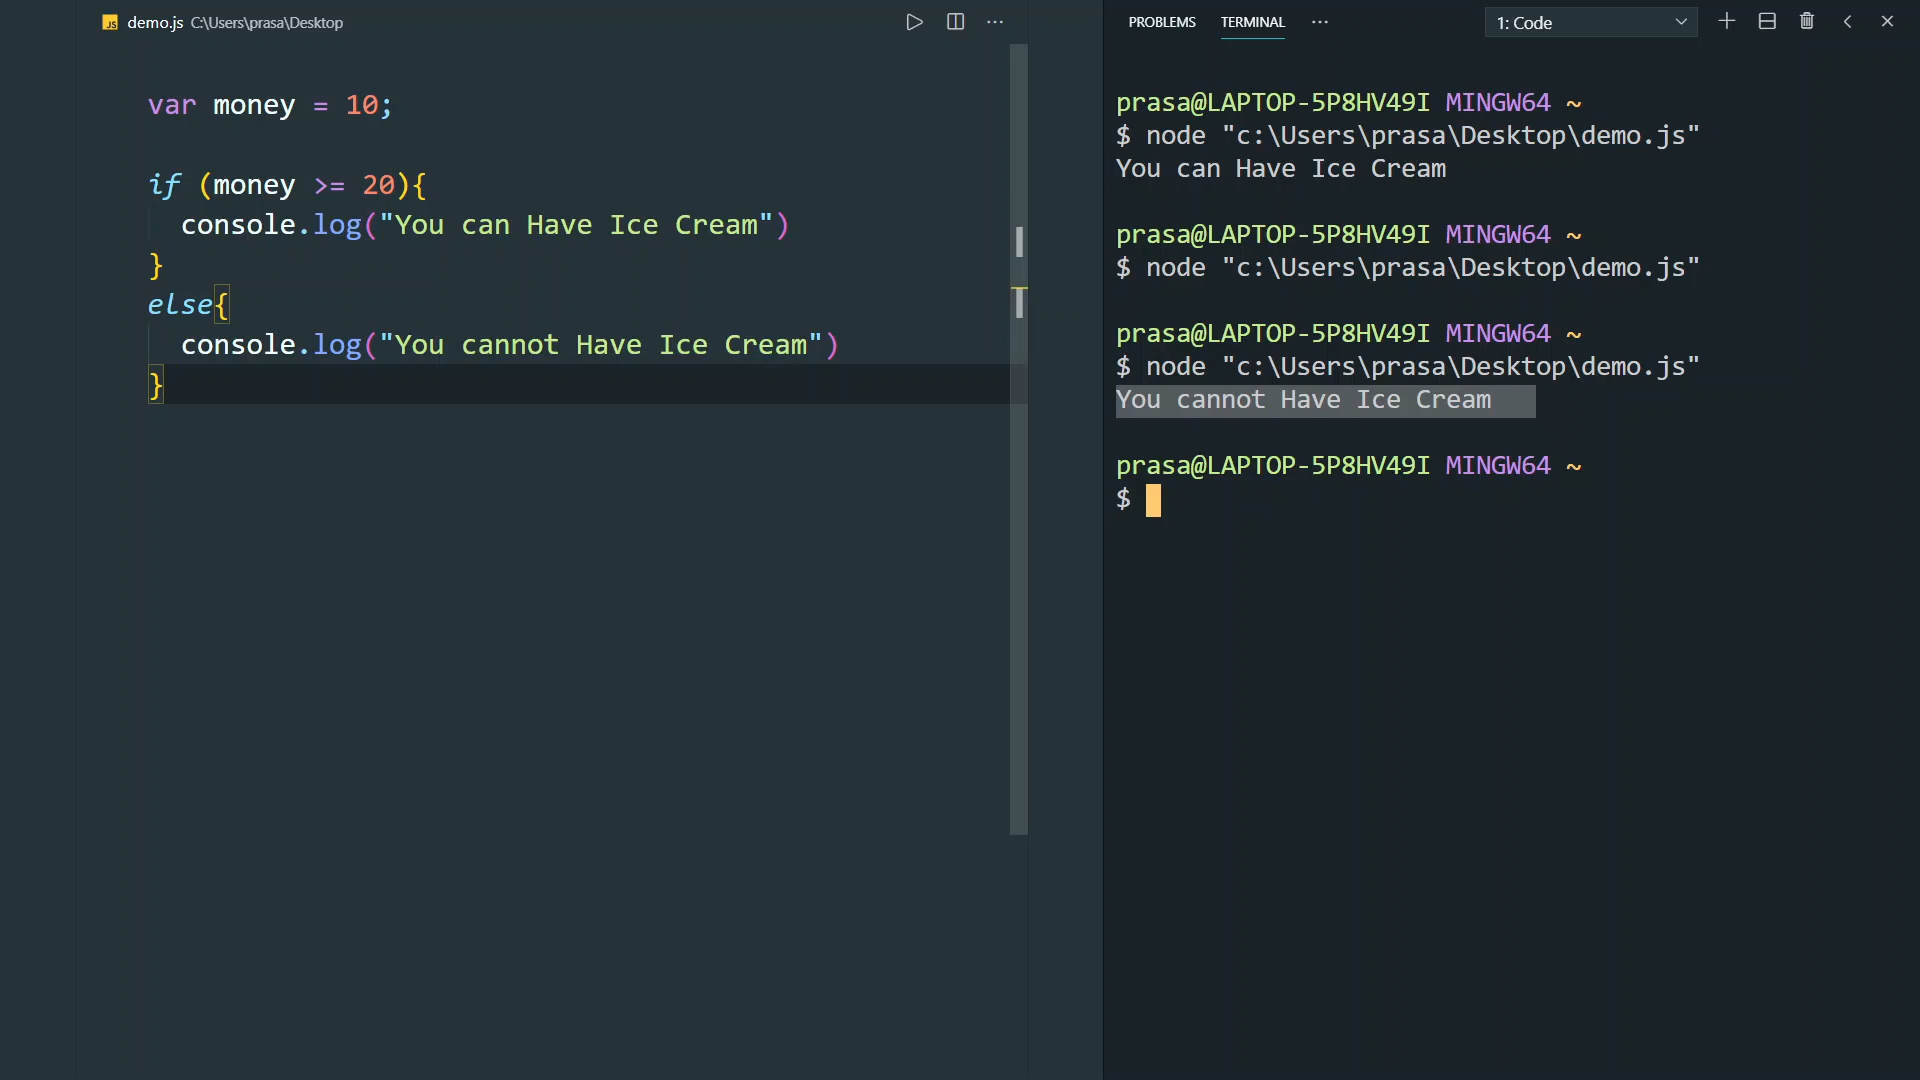 demo.js C:\Users\prasa\Desktop
var money = 10;
if (money >= 20){
console.log("You can Have Ice Cream")
}
else{
console.log("You cannot Have Ice Cream")
}
PROBLEMS TERMINAL ··· 1: Code
prasa@LAPTOP-5P8HV49I MINGW64 ~
$ node "c:\Users\prasa\Desktop\demo.js"
You can Have Ice Cream
prasa@LAPTOP-5P8HV49I MINGW64 ~
$ node "c:\Users\prasa\Desktop\demo.js"
prasa@LAPTOP-5P8HV49I MINGW64 ~
$ node "c:\Users\prasa\Desktop\demo.js"
You cannot Have Ice Cream
prasa@LAPTOP-5P8HV49I MINGW64 ~
$